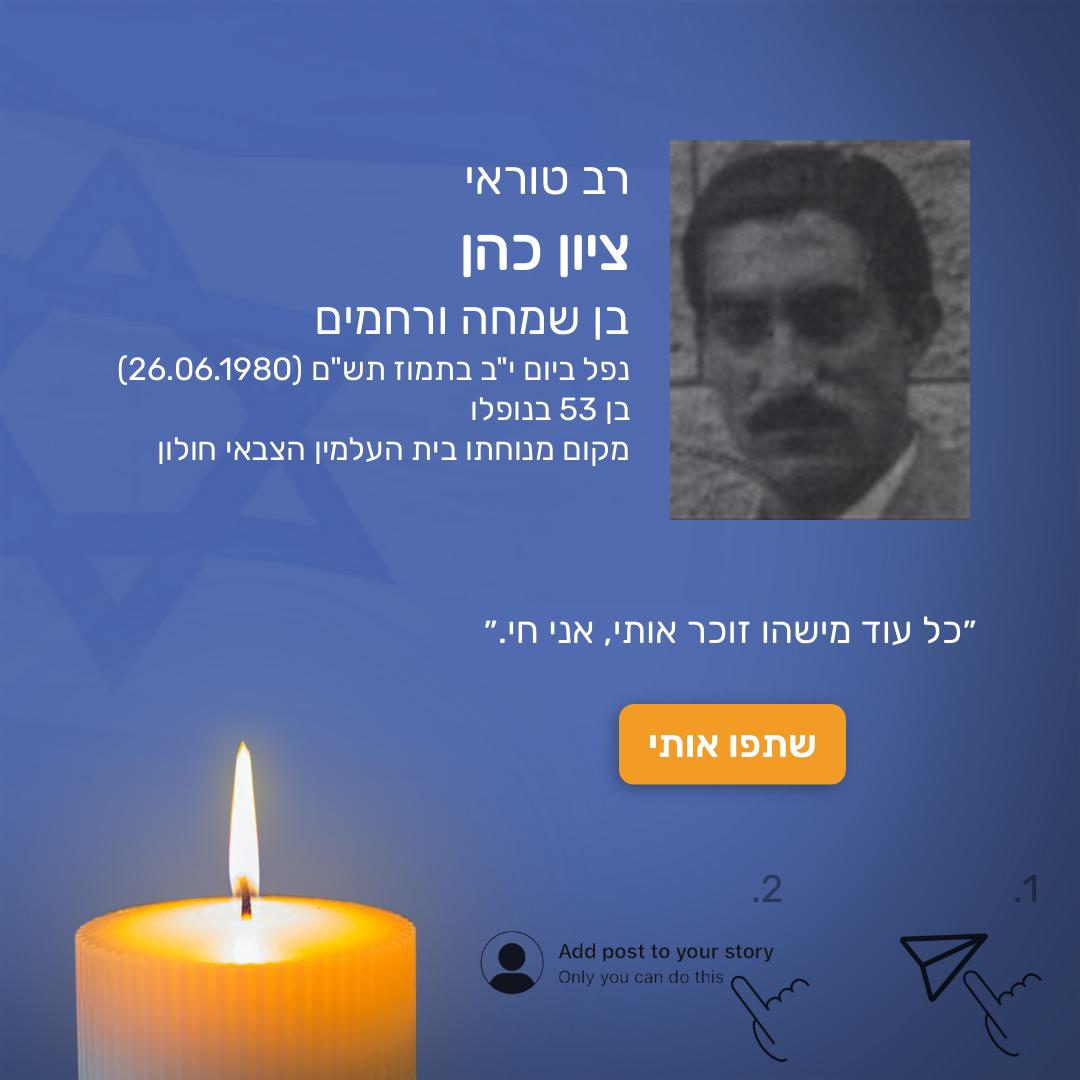 רב טוראי
ציון כהן
בן שמחה ורחמים
נפל ביום י"ב בתמוז תש"ם (26.06.1980)
בן 53 בנופלו
מקום מנוחתו בית העלמין הצבאי חולון
״כל עוד מישהו זוכר אותי, אני חי.״
שתפו אותי
1.
2.
Add post to your story
Only you can do this